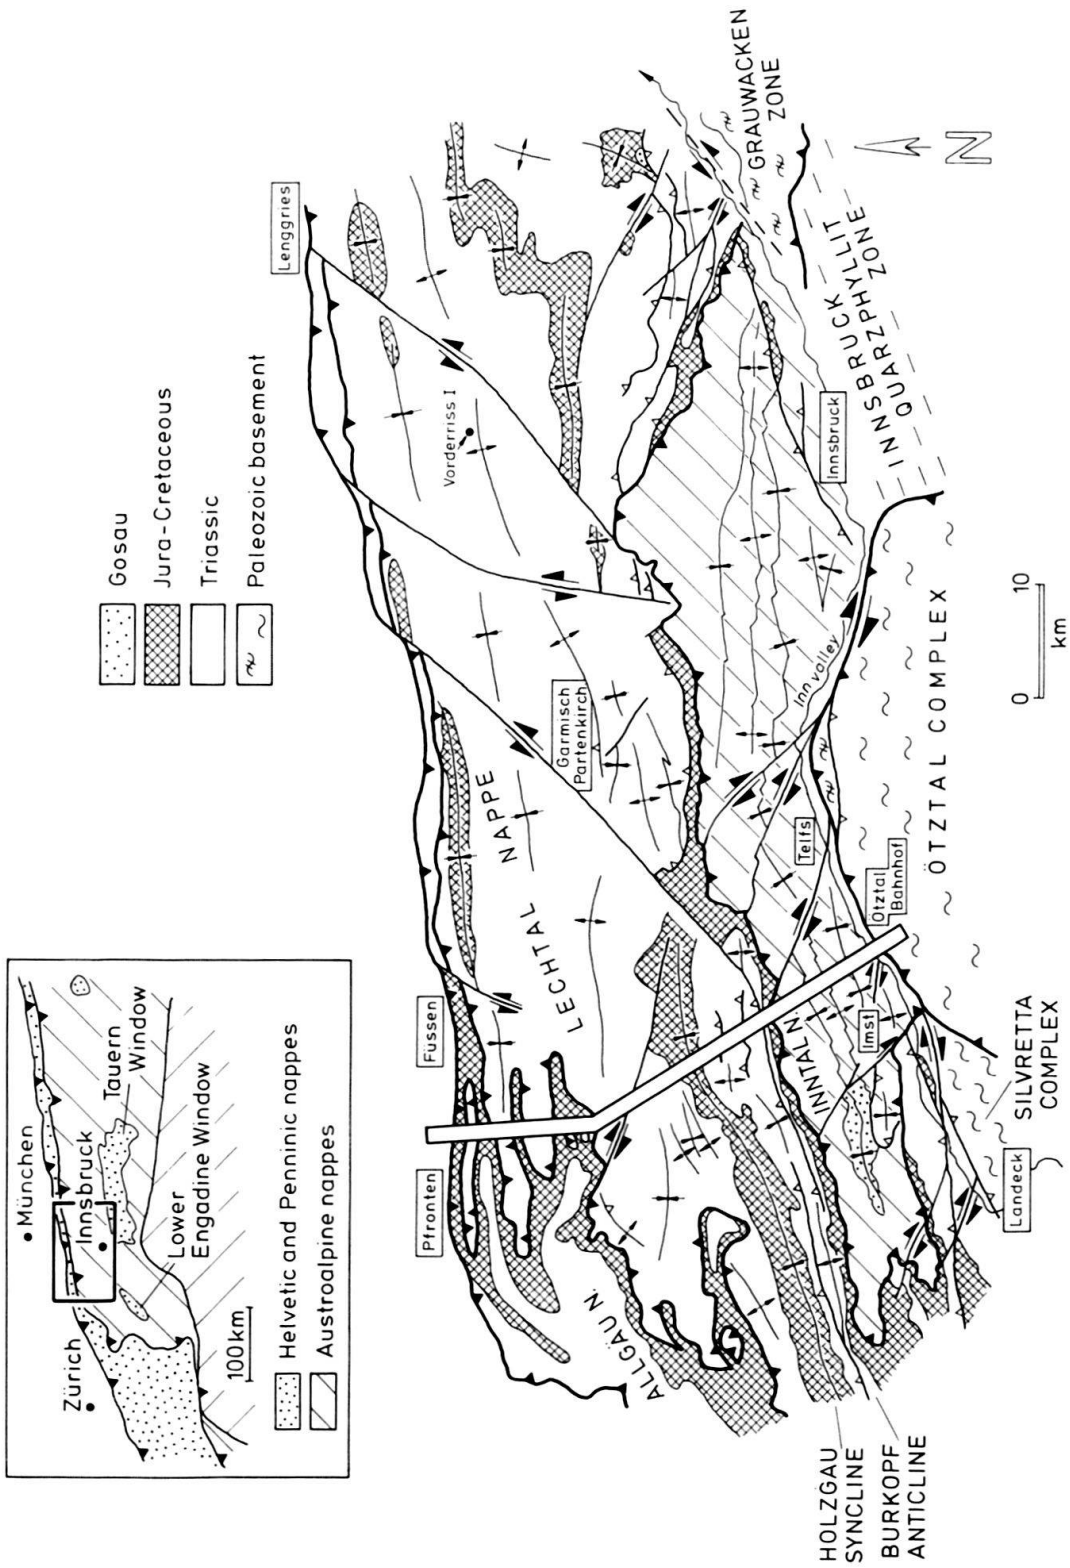 München
Zürich
Innsbruck
Tauern
Window
Lower
Engadine Window
100km
Helvetic and Penninic nappes
Austroalpine nappes
Gosau
Jura-Cretaceous
Triassic
Paleozoic basement
Lenggries
Füssen
Pfronten
Vorderriss I
Garmisch
Partenkirch
LECHTAL NAPPE
ALLGÄU N.
INNTAL N.
Imst
Telfs
Ötztal
Bahnhof
Inn valley
Innsbruck
Landeck
GRAUWACKEN
ZONE
INNSBRUCK
QUARZPHYLLIT
ZONE
ÖTZTAL COMPLEX
SILVRETTA
COMPLEX
HOLZGAU
SYNCLINE
BURKOPF
ANTICLINE
N
0 10
km